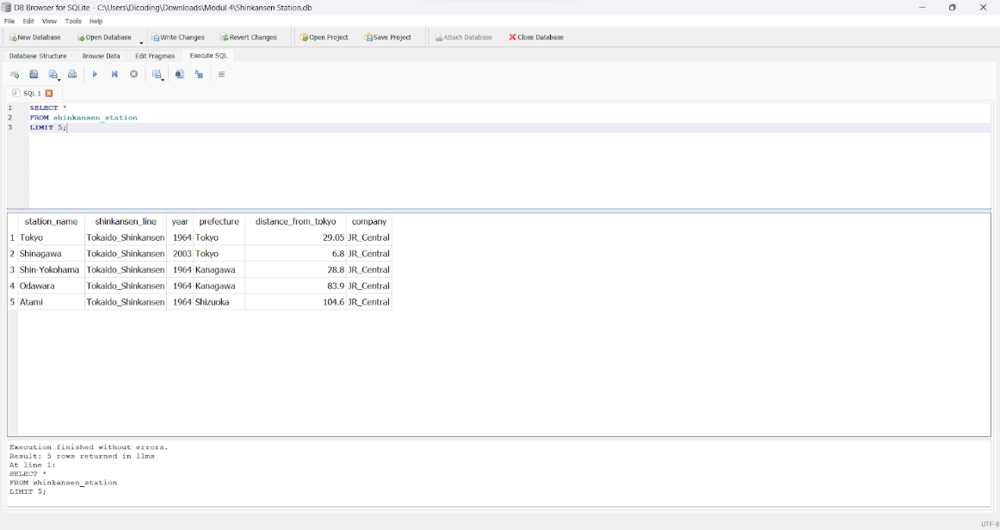 DB Browser for SQLite - C:\Users\Dicoding\Downloads\Modul 4\Shinkansen Station.db
File Edit View Tools Help
New Database Open Database Write Changes Revert Changes Open Project Save Project Attach Database Close Database
Database Structure Browse Data Edit Pragmas Execute SQL
SQL 1
1 SELECT *
2 FROM shinkansen_station
3 LIMIT 5;
station_name shinkansen_line year prefecture distance_from_tokyo company
1 Tokyo Tokaido_Shinkansen 1964 Tokyo 29.05 JR_Central
2 Shinagawa Tokaido_Shinkansen 2003 Tokyo 6.8 JR_Central
3 Shin-Yokohama Tokaido_Shinkansen 1964 Kanagawa 28.8 JR_Central
4 Odawara Tokaido_Shinkansen 1964 Kanagawa 83.9 JR_Central
5 Atami Tokaido_Shinkansen 1964 Shizuoka 104.6 JR_Central
Execution finished without errors.
Result: 5 rows returned in 11ms
At line 1:
SELECT *
FROM shinkansen_station
LIMIT 5;
UTF-8